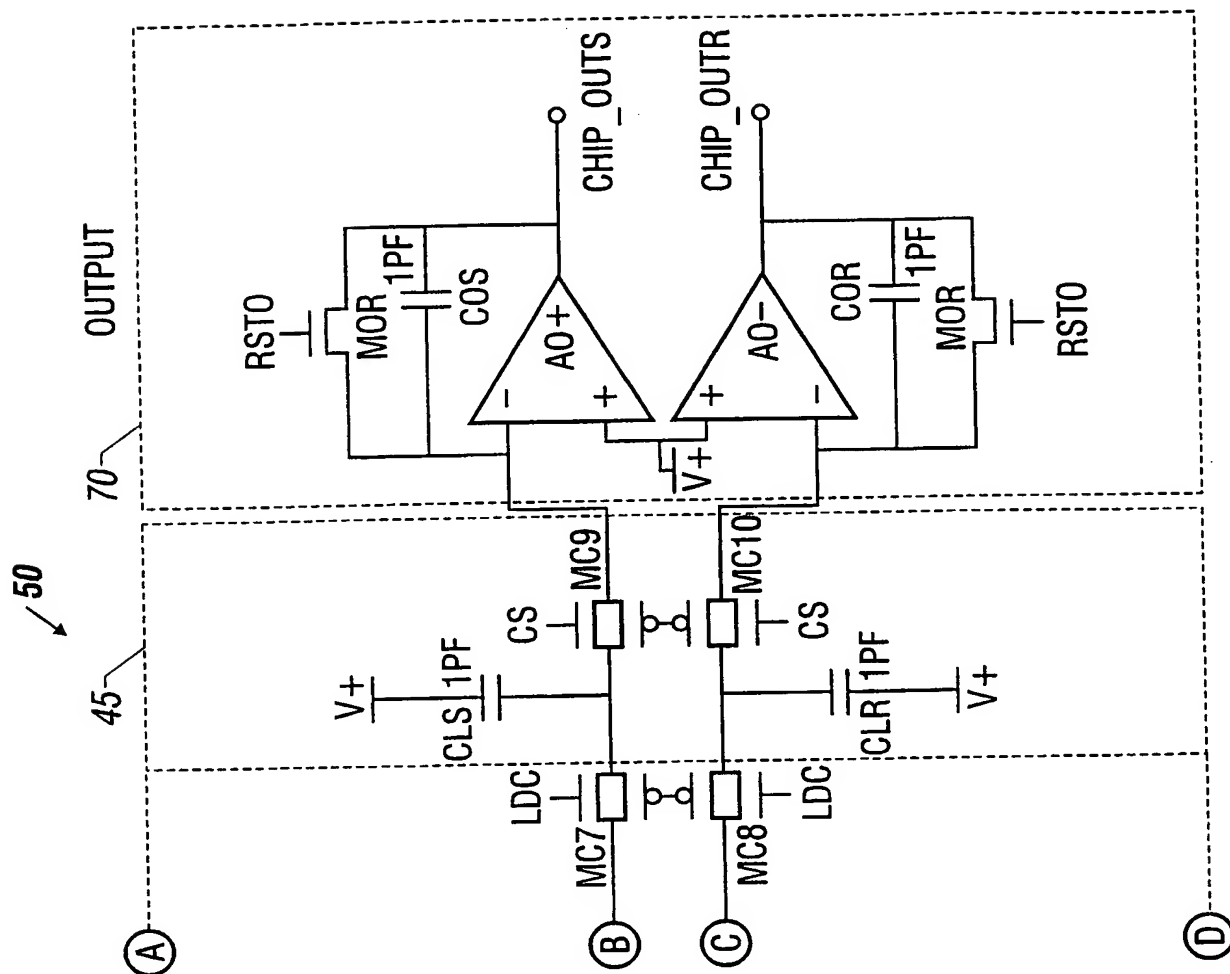 50
OUTPUT
45
70
RSTO
MOR
1PF
COS
AO+
-
+
CHIP_OUTS
V+
CLS 1PF
CS
MC9
LDC
MC7
A
B
C
D
MC8
LDC
MC10
CS
CLR 1PF
V+
V+
+
-
AO-
CHIP_OUTR
COR
1PF
MOR
RSTO